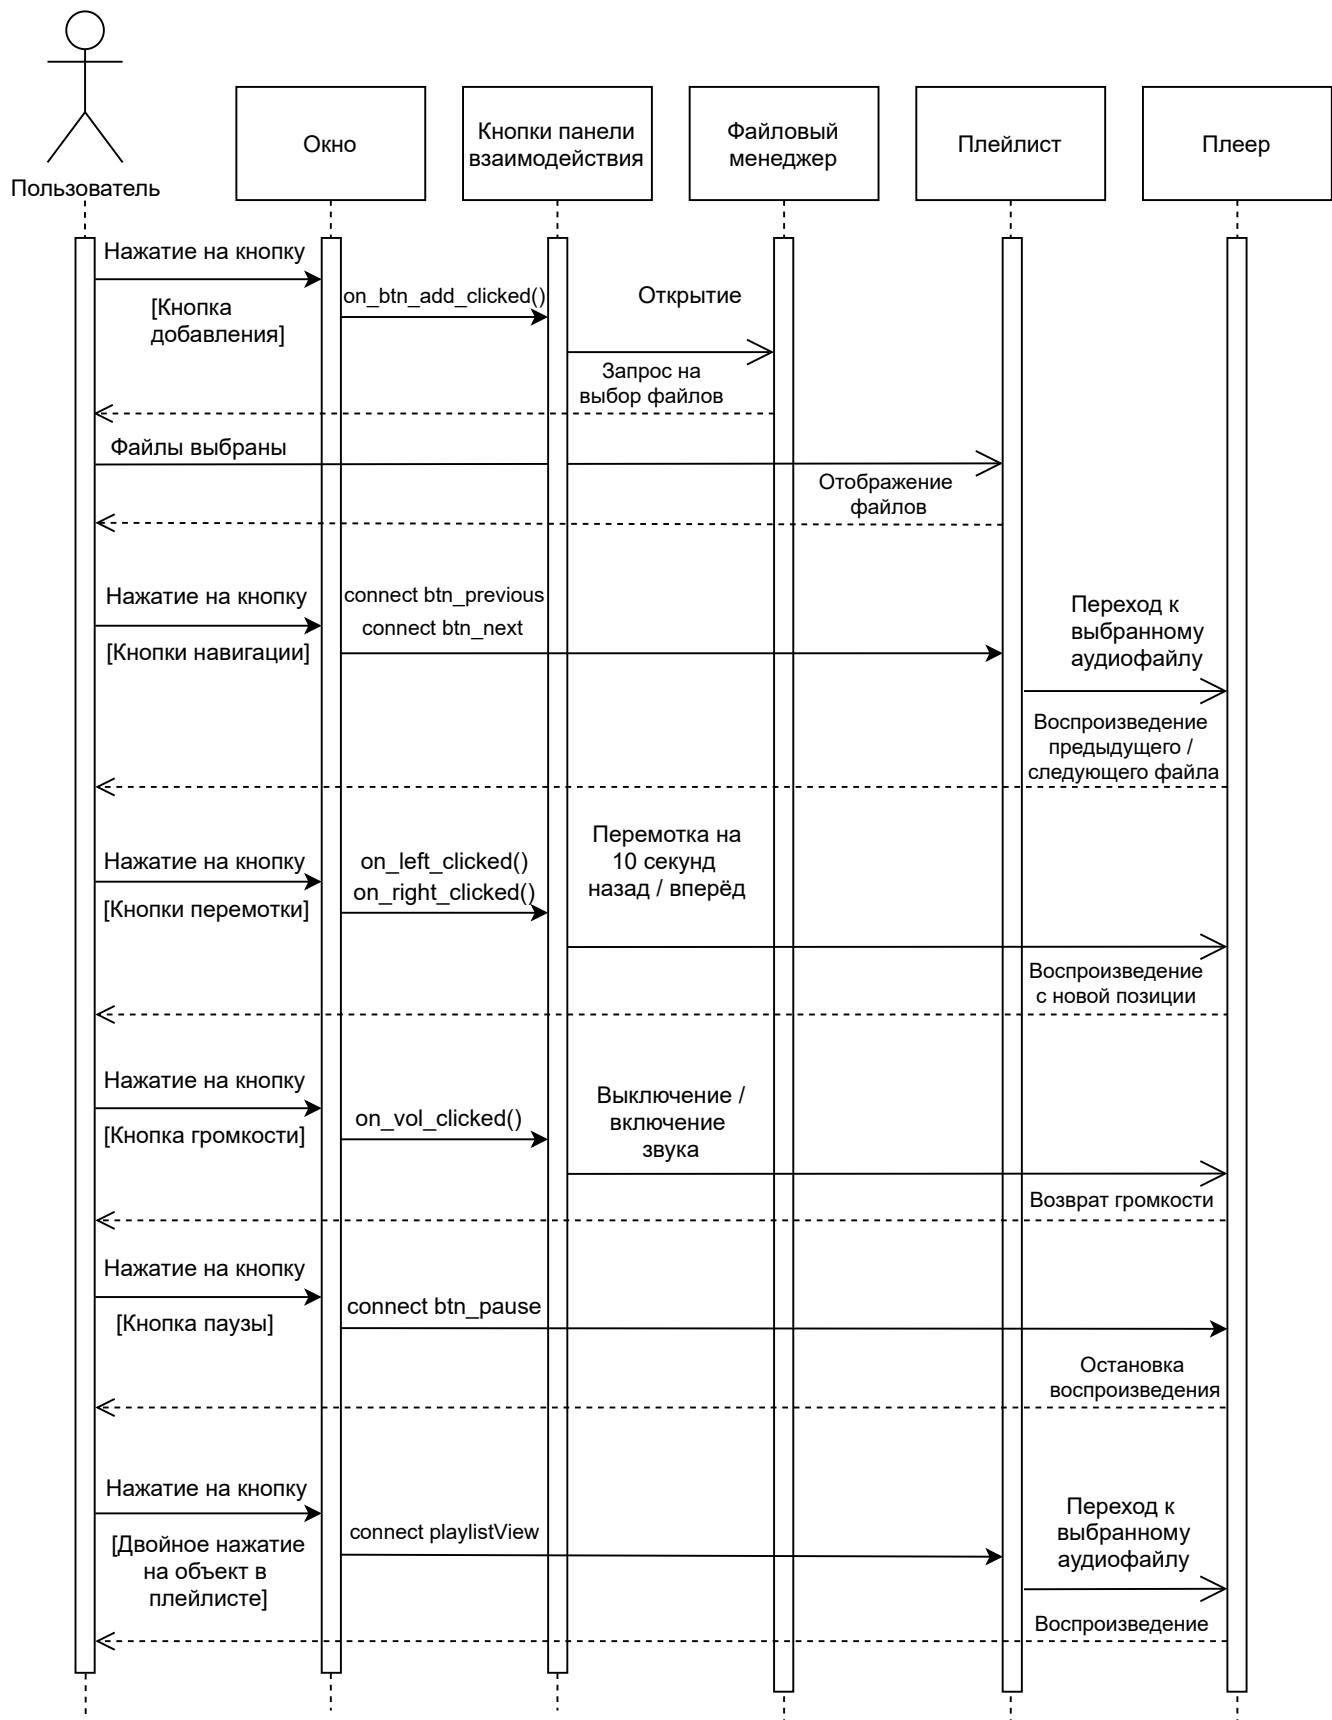 Пользователь
Окно
Кнопки панели
взаимодействия
Файловый
менеджер
Плейлист
Плеер
Нажатие на кнопку
[Кнопка
добавления]
on_btn_add_clicked()
Открытие
Запрос на
выбор файлов
Файлы выбраны
Отображение
файлов
Нажатие на кнопку
[Кнопки навигации]
connect btn_previous
connect btn_next
Переход к
выбранному
аудиофайлу
Воспроизведение
предыдущего /
следующего файла
Нажатие на кнопку
[Кнопки перемотки]
on_left_clicked()
on_right_clicked()
Перемотка на
10 секунд
назад / вперёд
Воспроизведение
с новой позиции
Нажатие на кнопку
[Кнопка громкости]
on_vol_clicked()
Выключение /
включение
звука
Возврат громкости
Нажатие на кнопку
[Кнопка паузы]
connect btn_pause
Остановка
воспроизведения
Нажатие на кнопку
[Двойное нажатие
на объект в
плейлисте]
connect playlistView
Переход к
выбранному
аудиофайлу
Воспроизведение